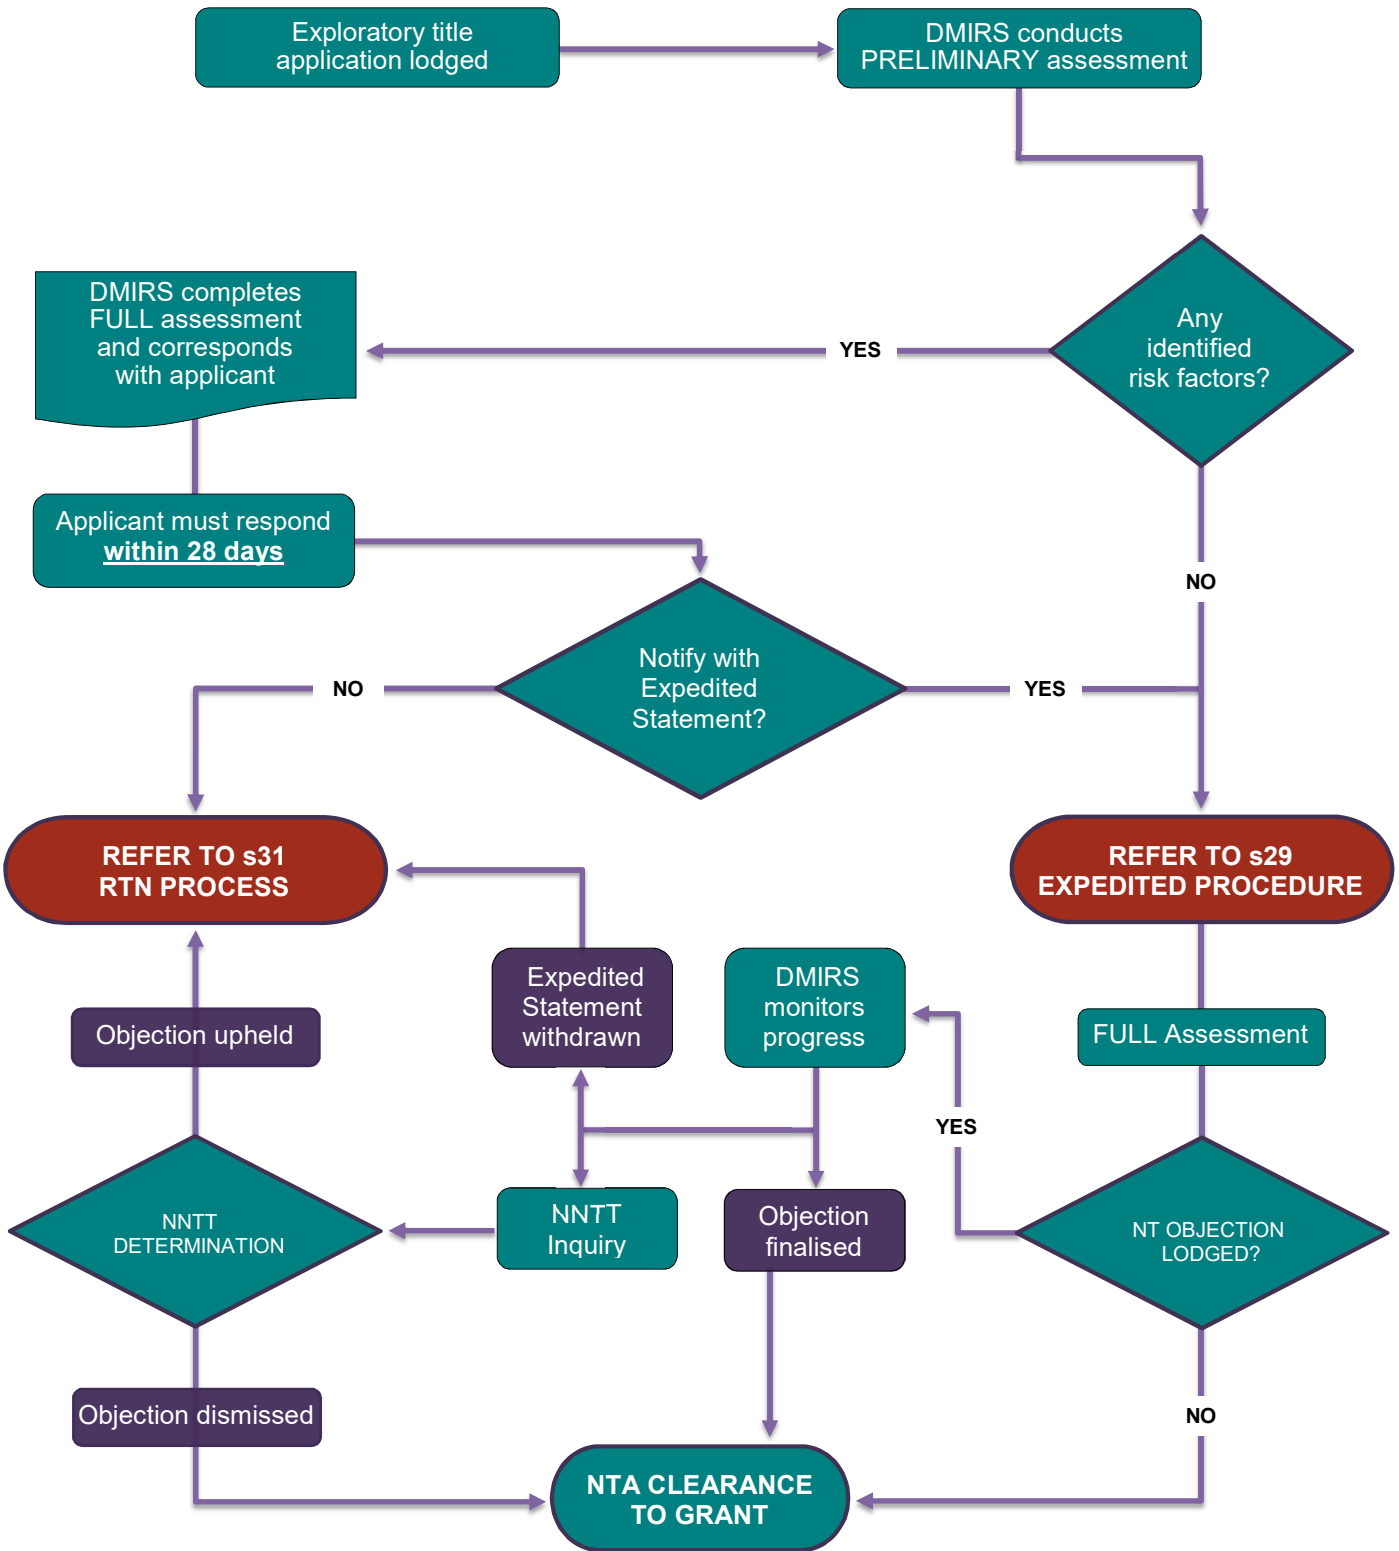 Exploratory title
application lodged
DMIRS conducts
PRELIMINARY assessment
Any
identified
risk factors?
YES
DMIRS completes
FULL assessment
and corresponds
with applicant
Applicant must respond
within 28 days
NO
Notify with
Expedited
Statement?
NO
YES
REFER TO s31
RTN PROCESS
REFER TO s29
EXPEDITED PROCEDURE
Expedited
Statement
withdrawn
DMIRS
monitors
progress
Objection upheld
FULL Assessment
YES
NNTT
DETERMINATION
NNTT
Inquiry
Objection
finalised
NT OBJECTION
LODGED?
Objection dismissed
NO
NTA CLEARANCE
TO GRANT